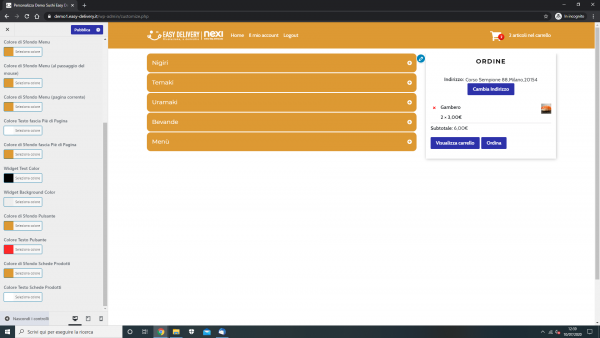 Personalizza Demo Sushi Easy D
demo1.easy-delivery.it/wp-admin/customize.php
In incognito
Pubblica
Colore di Sfondo Menu
Seleziona colore
Colore di Sfondo Menu (al passaggio del mouse)
Seleziona colore
Colore di Sfondo Menu (pagina corrente)
Seleziona colore
Colore Testo fascia Piè di Pagina
Seleziona colore
Colore di Sfondo fascia Piè di Pagina
Seleziona colore
Widget Text Color
Seleziona colore
Widget Background Color
Seleziona colore
Colore di Sfondo Pulsante
Seleziona colore
Colore Testo Pulsante
Seleziona colore
Colore di Sfondo Schede Prodotti
Seleziona colore
Colore Testo Schede Prodotti
Seleziona colore
Nascondi i controlli
EASY DELIVERY
nexi
Home
Il mio account
Logout
2 articoli nel carrello
Nigiri
Temaki
Uramaki
Bevande
Menù
ORDINE
Indirizzo: Corso Sempione 88,Milano,20154
Cambia Indirizzo
Gambero
2 × 3,00€
Subtotale: 6,00€
Visualizza carrello
Ordina
Scrivi qui per eseguire la ricerca
12:39
10/07/2020